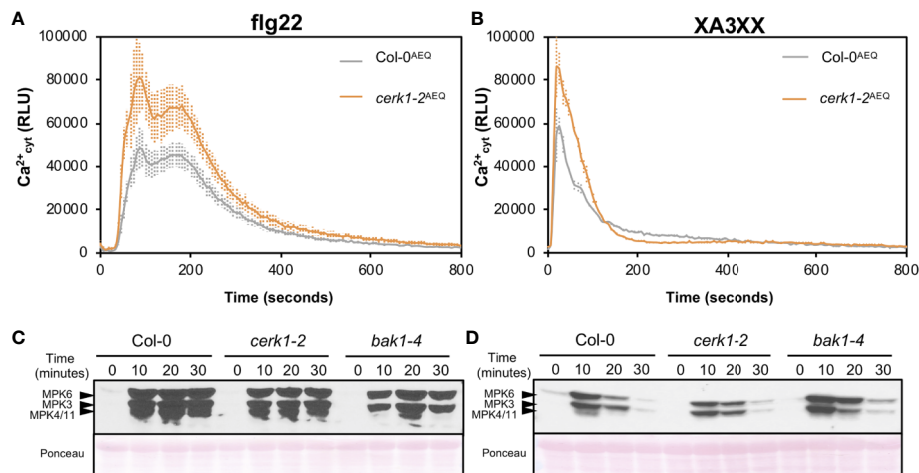 A
flg22
100000
80000
60000
40000
20000
0
Ca²⁺cyt (RLU)
Col-0ᴬᴱQ
cerk1-2ᴬᴱQ
0 200 400 600 800
Time (seconds)
B
XA3XX
100000
80000
60000
40000
20000
0
Ca²⁺cyt (RLU)
Col-0ᴬᴱQ
cerk1-2ᴬᴱQ
0 200 400 600 800
Time (seconds)
C
Col-0 cerk1-2 bak1-4
Time (minutes) 0 10 20 30 0 10 20 30 0 10 20 30
MPK6
MPK3
MPK4/11
Ponceau
D
Col-0 cerk1-2 bak1-4
Time (minutes) 0 10 20 30 0 10 20 30 0 10 20 30
MPK6
MPK3
MPK4/11
Ponceau